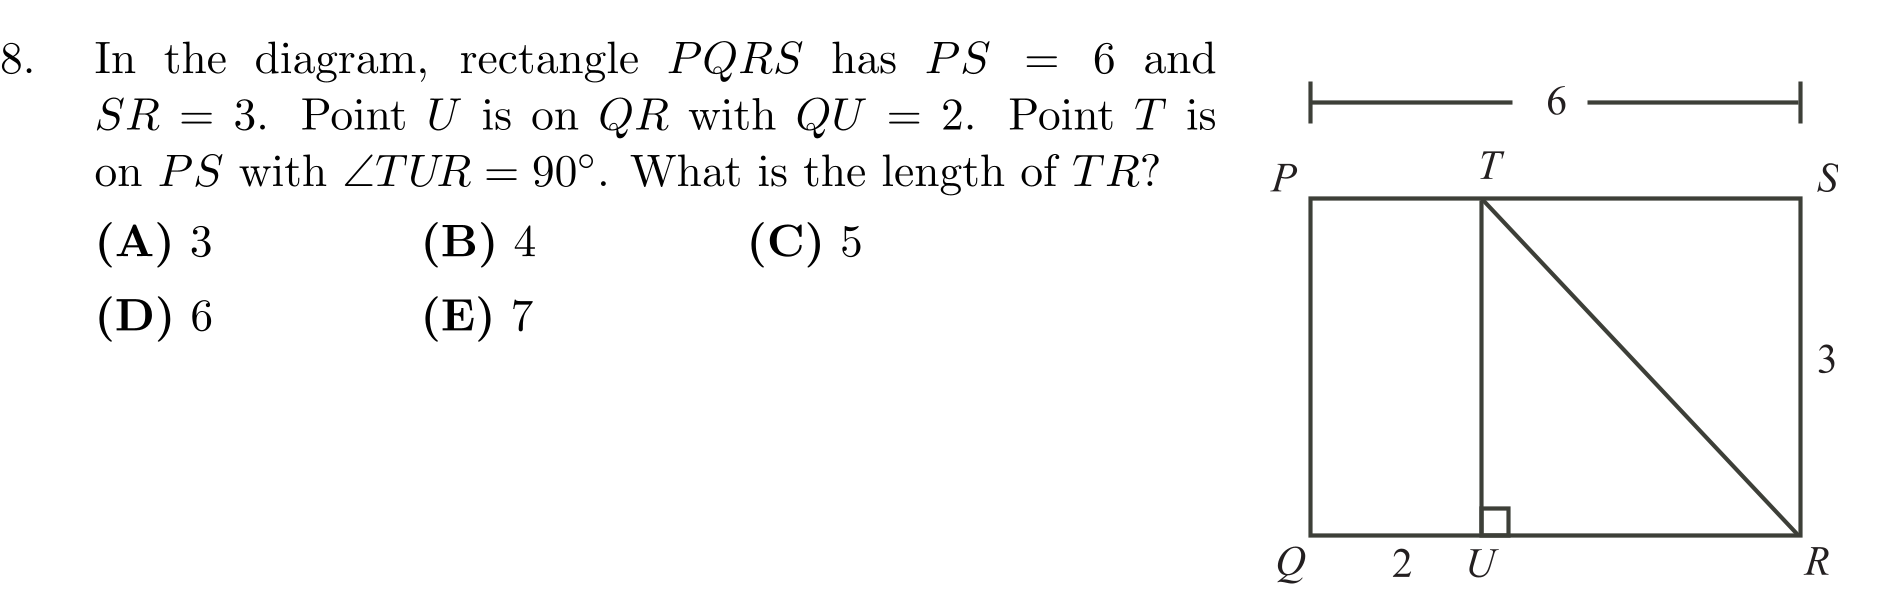 8. In the diagram, rectangle PQRS has PS = 6 and
SR = 3. Point U is on QR with QU = 2. Point T is
on PS with ∠TUR = 90°. What is the length of TR?
(A) 3 (B) 4 (C) 5
(D) 6 (E) 7
6
P T S
3
Q 2 U R